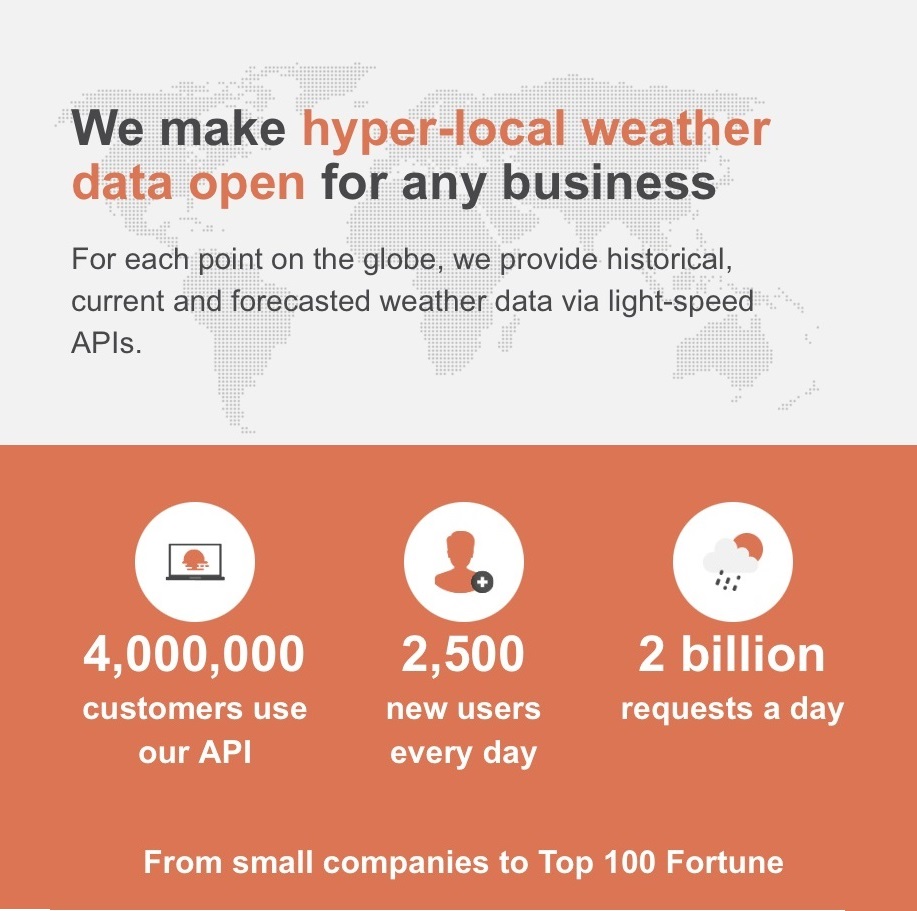 We make hyper-local weather
data open for any business
For each point on the globe, we provide historical,
current and forecasted weather data via light-speed
APIs.
4,000,000
customers use
our API
2,500
new users
every day
2 billion
requests a day
From small companies to Top 100 Fortune